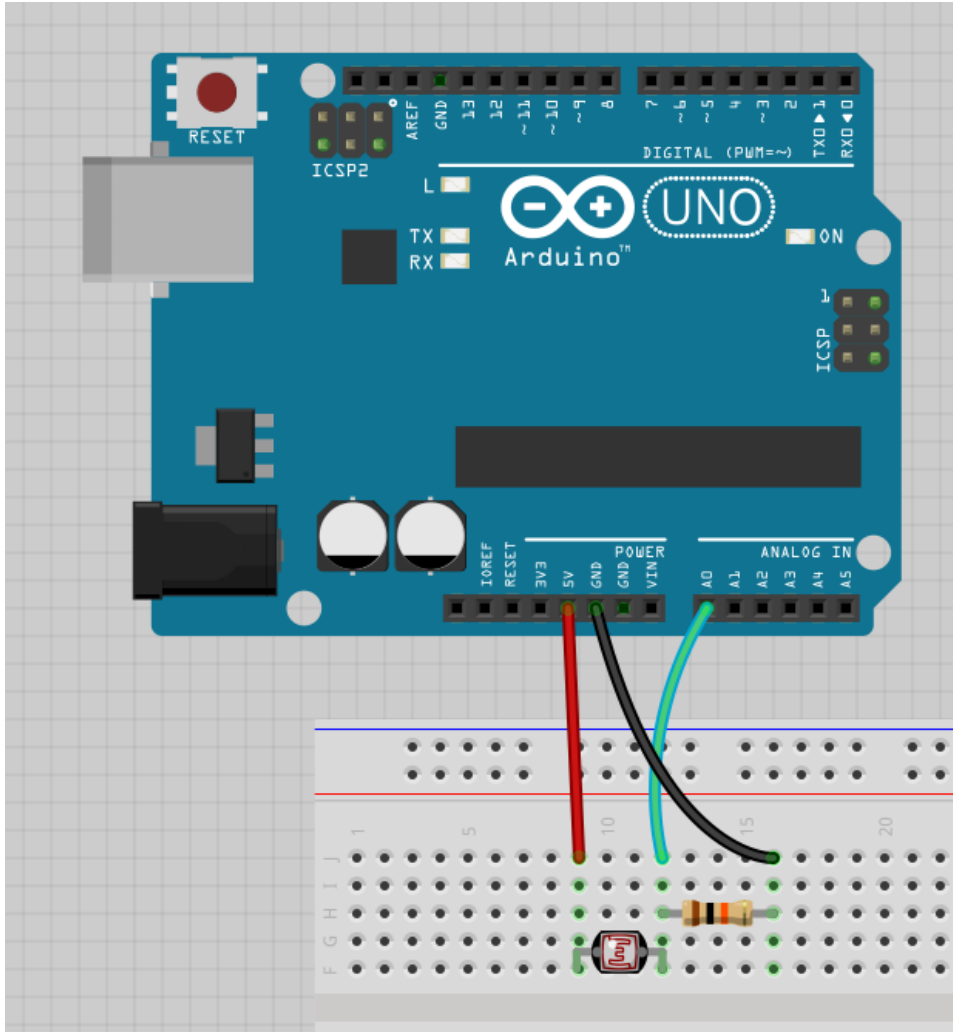 RESET
AREF
GND
13
12
~11
~10
~9
8
7
~6
~5
4
~3
2
TX0▶1
RX0◀0
ICSP2
DIGITAL (PWM=~)
L
TX
RX
Arduino™
UNO
ON
1
ICSP
IOREF
RESET
3V3
5V
GND
GND
VIN
POWER
A0
A1
A2
A3
A4
A5
ANALOG IN
1
5
10
15
20
J
I
H
G
F